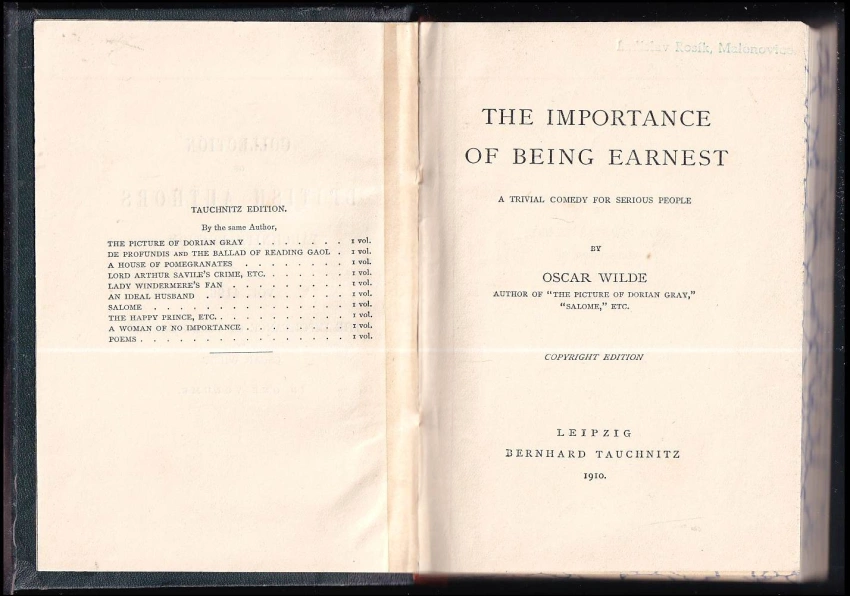 TAUCHNITZ EDITION.
By the same Author,
THE PICTURE OF DORIAN GRAY . . . . . . . . 1 vol.
DE PROFUNDIS AND THE BALLAD OF READING GAOL . 1 vol.
A HOUSE OF POMEGRANATES . . . . . . . . . 1 vol.
LORD ARTHUR SAVILE'S CRIME, ETC. . . . . . . 1 vol.
LADY WINDERMERE'S FAN . . . . . . . . . . 1 vol.
AN IDEAL HUSBAND . . . . . . . . . . . 1 vol.
SALOME . . . . . . . . . . . . . . . 1 vol.
THE HAPPY PRINCE, ETC. . . . . . . . . . . 1 vol.
A WOMAN OF NO IMPORTANCE . . . . . . . . 1 vol.
POEMS . . . . . . . . . . . . . . . . 1 vol.
Rosík, Malenovice
THE IMPORTANCE
OF BEING EARNEST
A TRIVIAL COMEDY FOR SERIOUS PEOPLE
BY
OSCAR WILDE
AUTHOR OF "THE PICTURE OF DORIAN GRAY,"
"SALOME," ETC.
COPYRIGHT EDITION
LEIPZIG
BERNHARD TAUCHNITZ
1910.